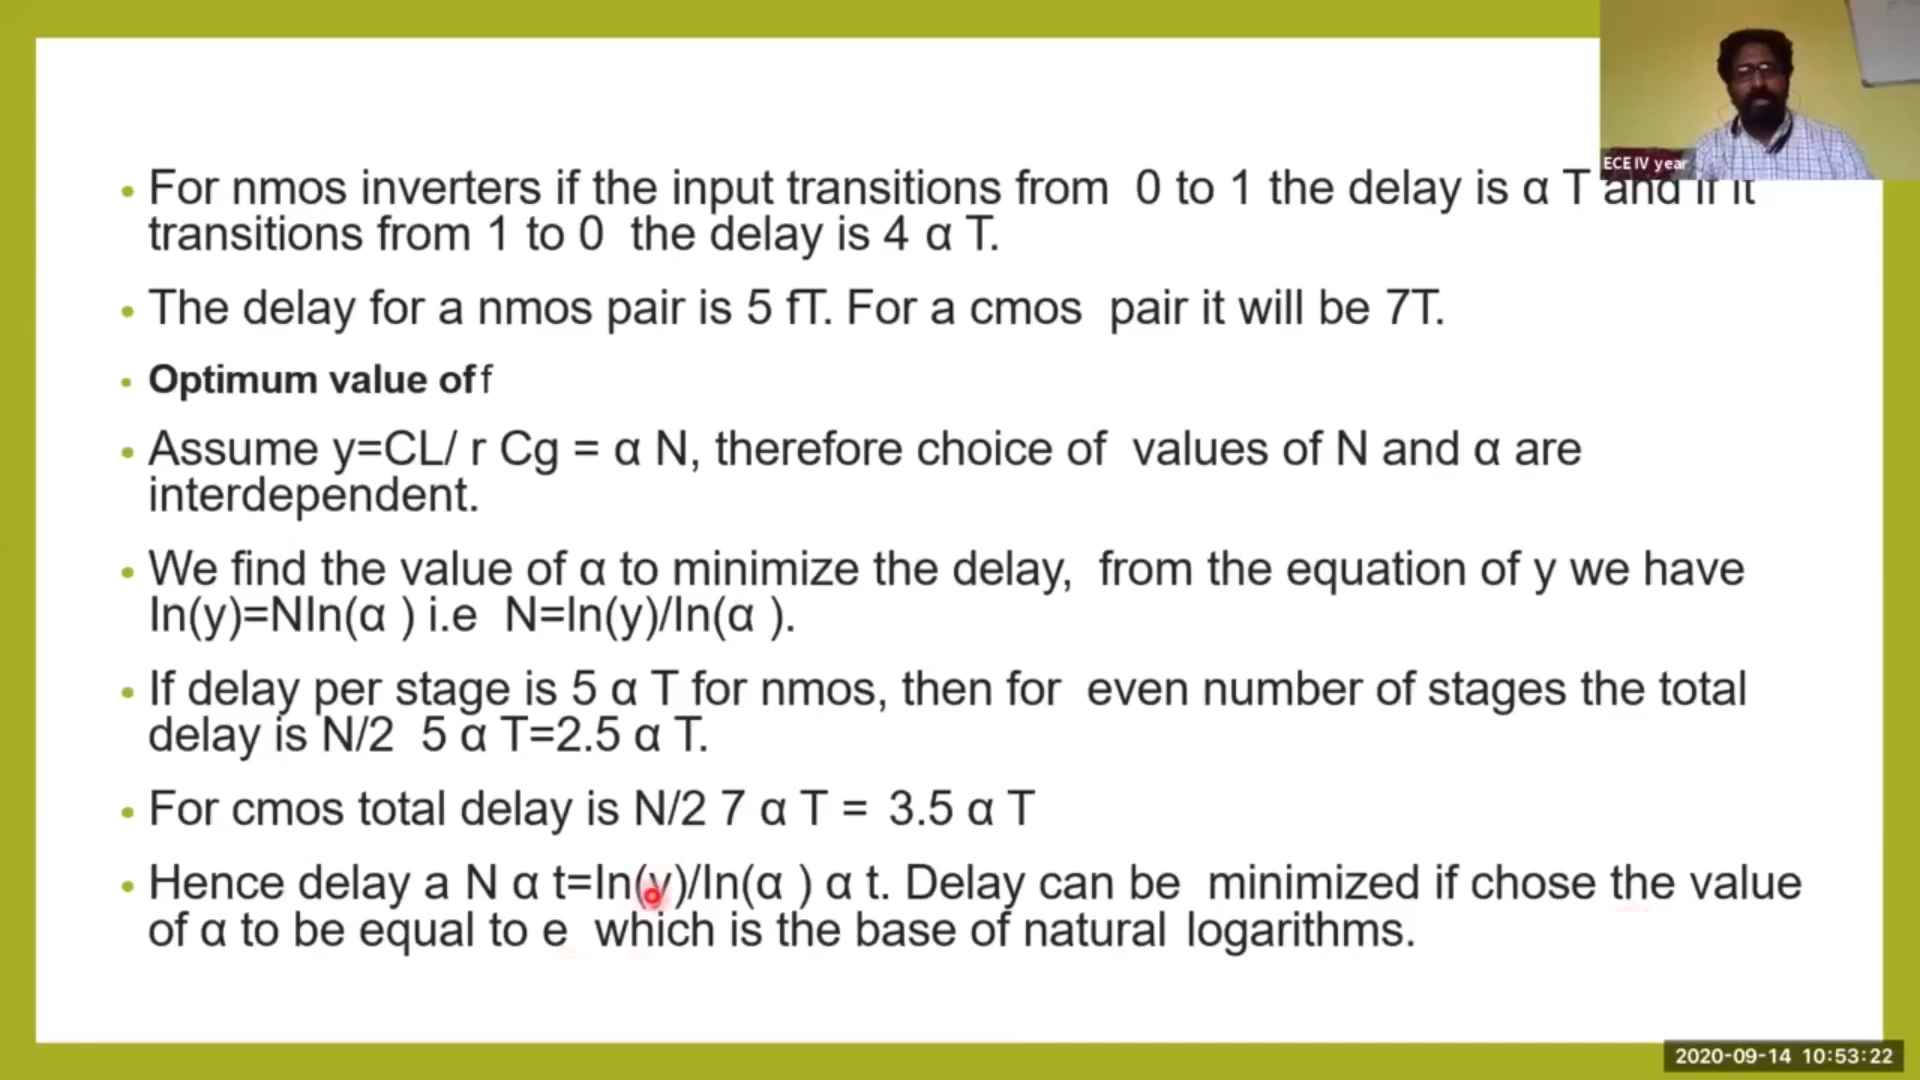 ECE IV year
• For nmos inverters if the input transitions from 0 to 1 the delay is α T and if it
transitions from 1 to 0 the delay is 4 α T.
• The delay for a nmos pair is 5 fT. For a cmos pair it will be 7T.
• Optimum value of f
• Assume y=CL/ r Cg = α N, therefore choice of values of N and α are
interdependent.
• We find the value of α to minimize the delay, from the equation of y we have
ln(y)=Nln(α ) i.e N=ln(y)/ln(α ).
• If delay per stage is 5 α T for nmos, then for even number of stages the total
delay is N/2 5 α T=2.5 α T.
• For cmos total delay is N/2 7 α T = 3.5 α T
• Hence delay a N α t=ln(y)/ln(α ) α t. Delay can be minimized if chose the value
of α to be equal to e which is the base of natural logarithms.
2020-09-14 10:53:22